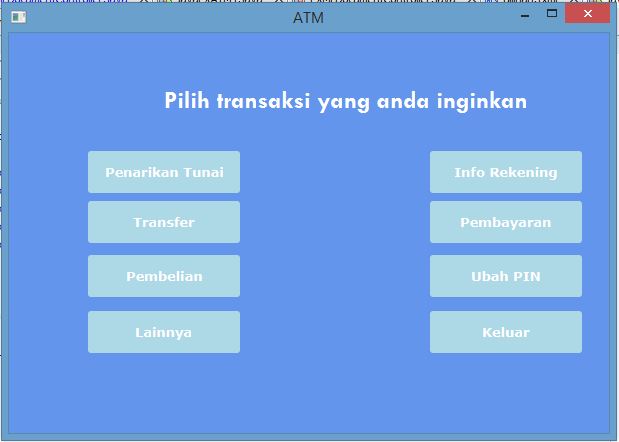 ATM
Pilih transaksi yang anda inginkan
Penarikan Tunai
Info Rekening
Transfer
Pembayaran
Pembelian
Ubah PIN
Lainnya
Keluar